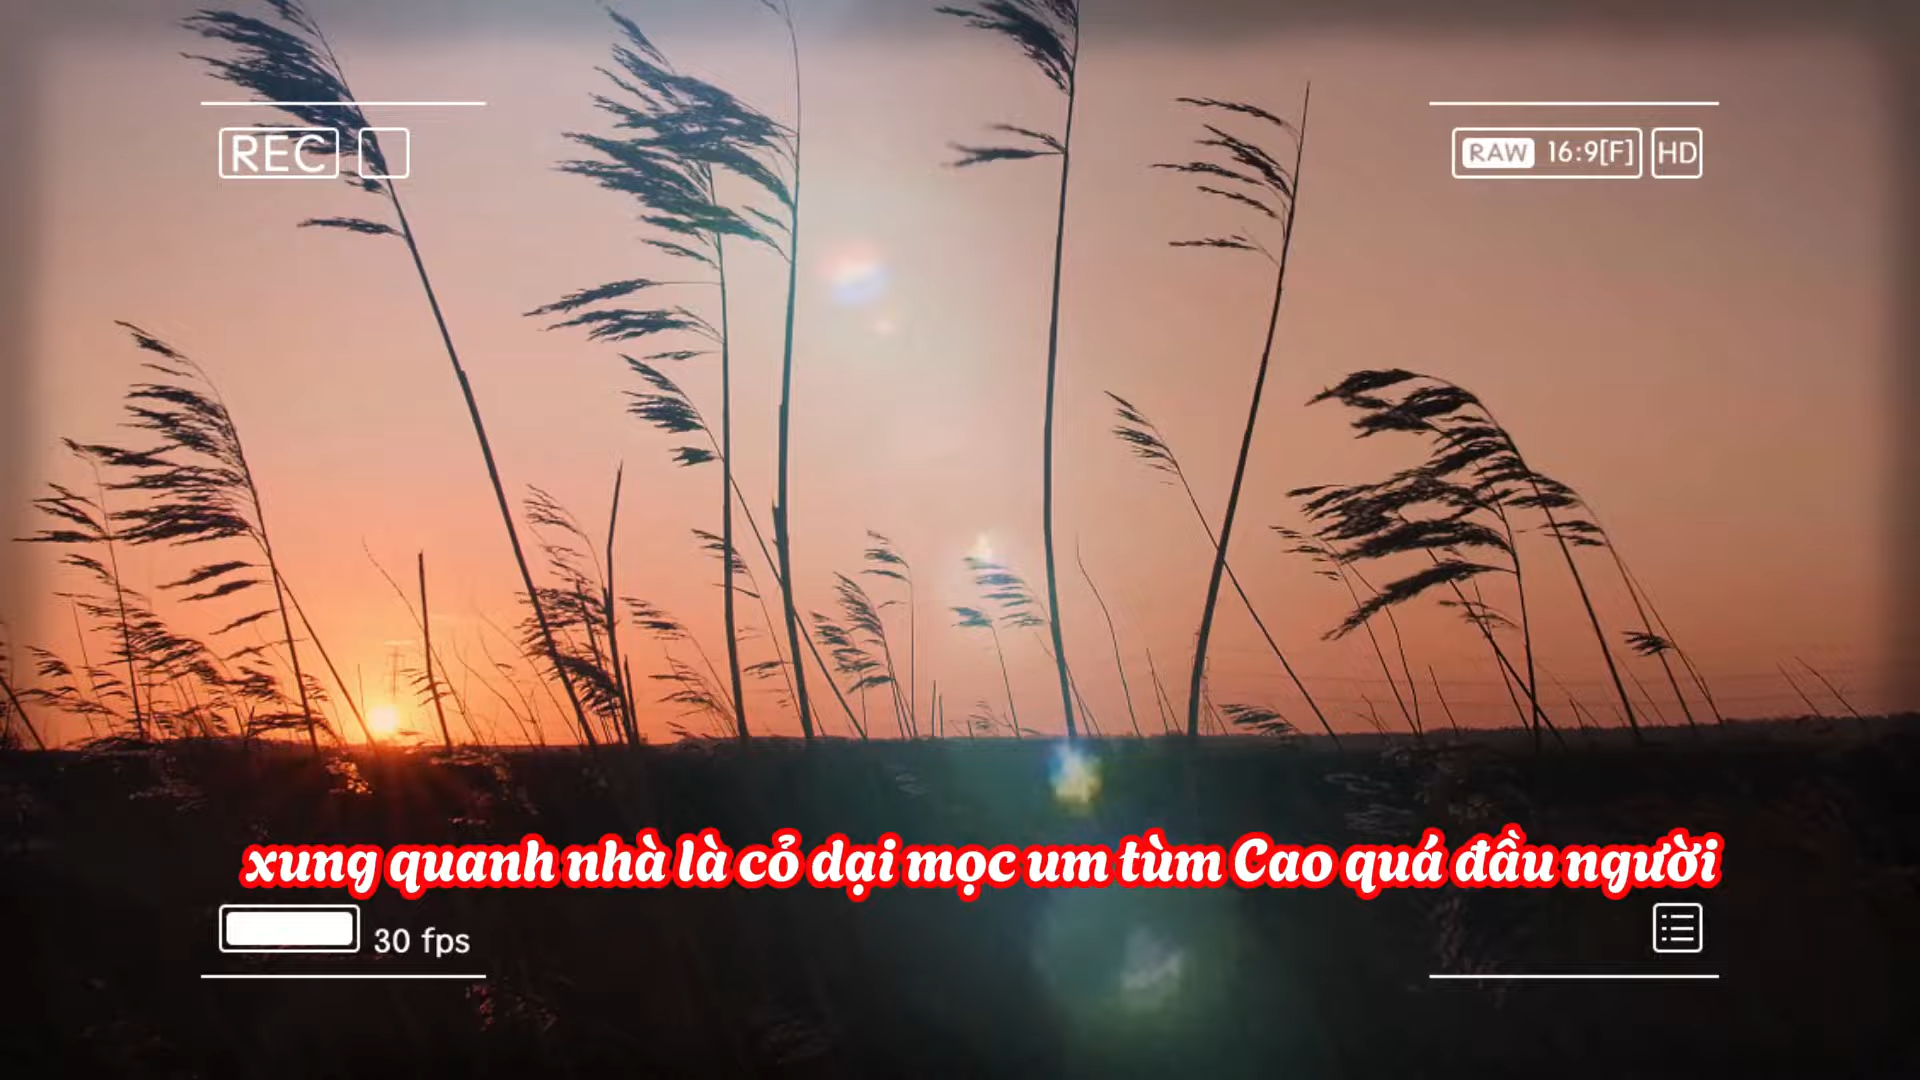 REC
RAW 16:9[F] HD
xung quanh nhà là cỏ dại mọc um tùm Cao quá đầu người
30 fps